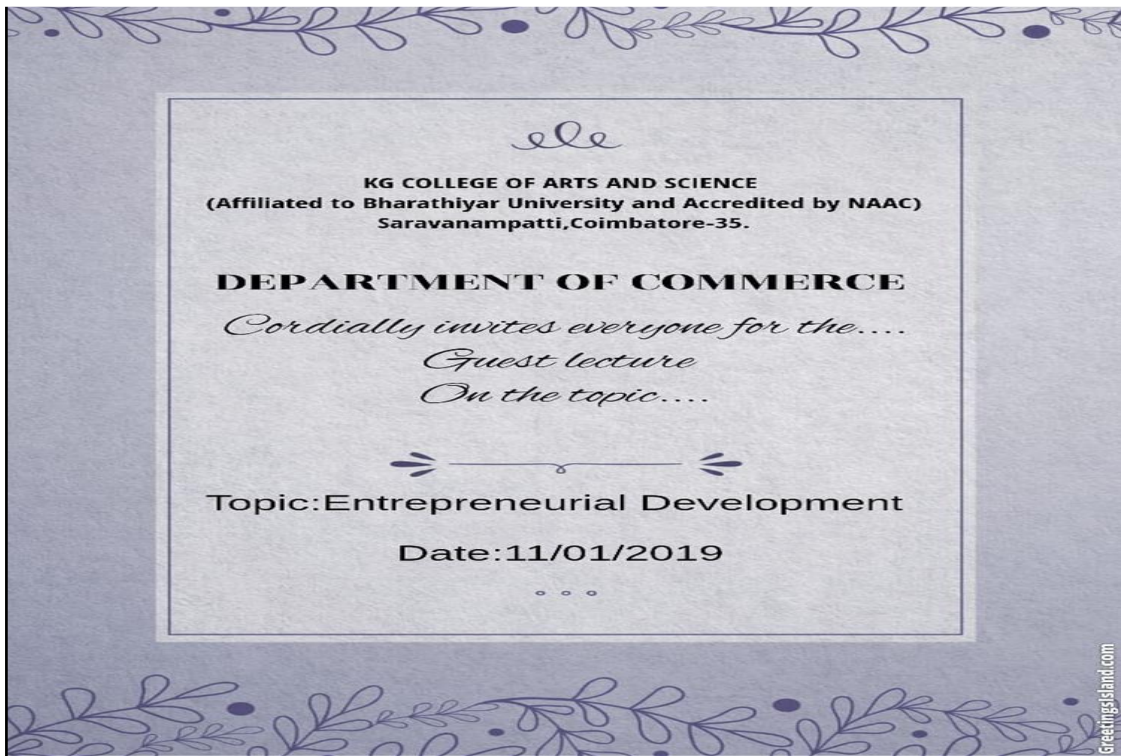 KG COLLEGE OF ARTS AND SCIENCE
(Affiliated to Bharathiyar University and Accredited by NAAC)
Saravanampatti,Coimbatore-35.
DEPARTMENT OF COMMERCE
Cordially invites everyone for the....
Guest lecture
On the topic....
Topic:Entrepreneurial Development
Date:11/01/2019
GreetingsIsland.com